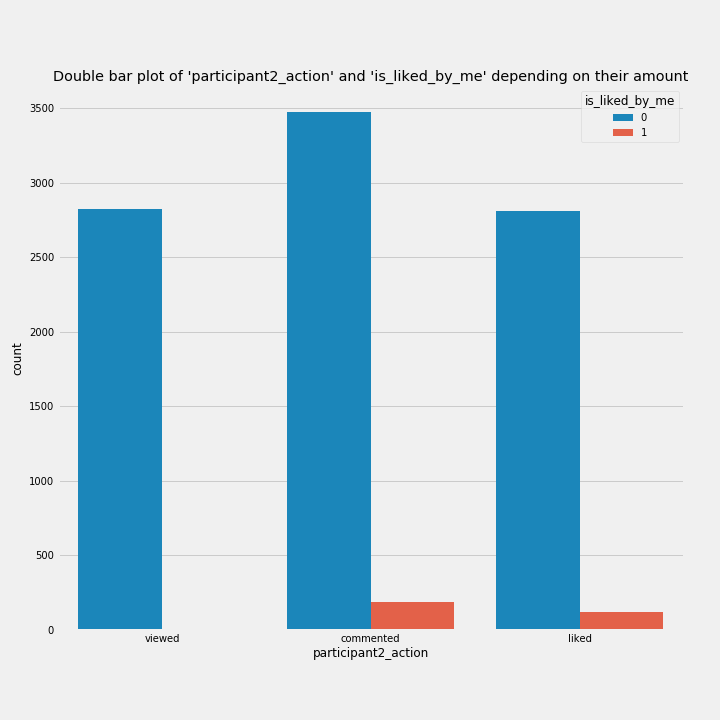 Double bar plot of 'participant2_action' and 'is_liked_by_me' depending on their amount
is_liked_by_me
0
1
3500
3000
2500
2000
1500
1000
500
0
count
viewed commented liked
participant2_action